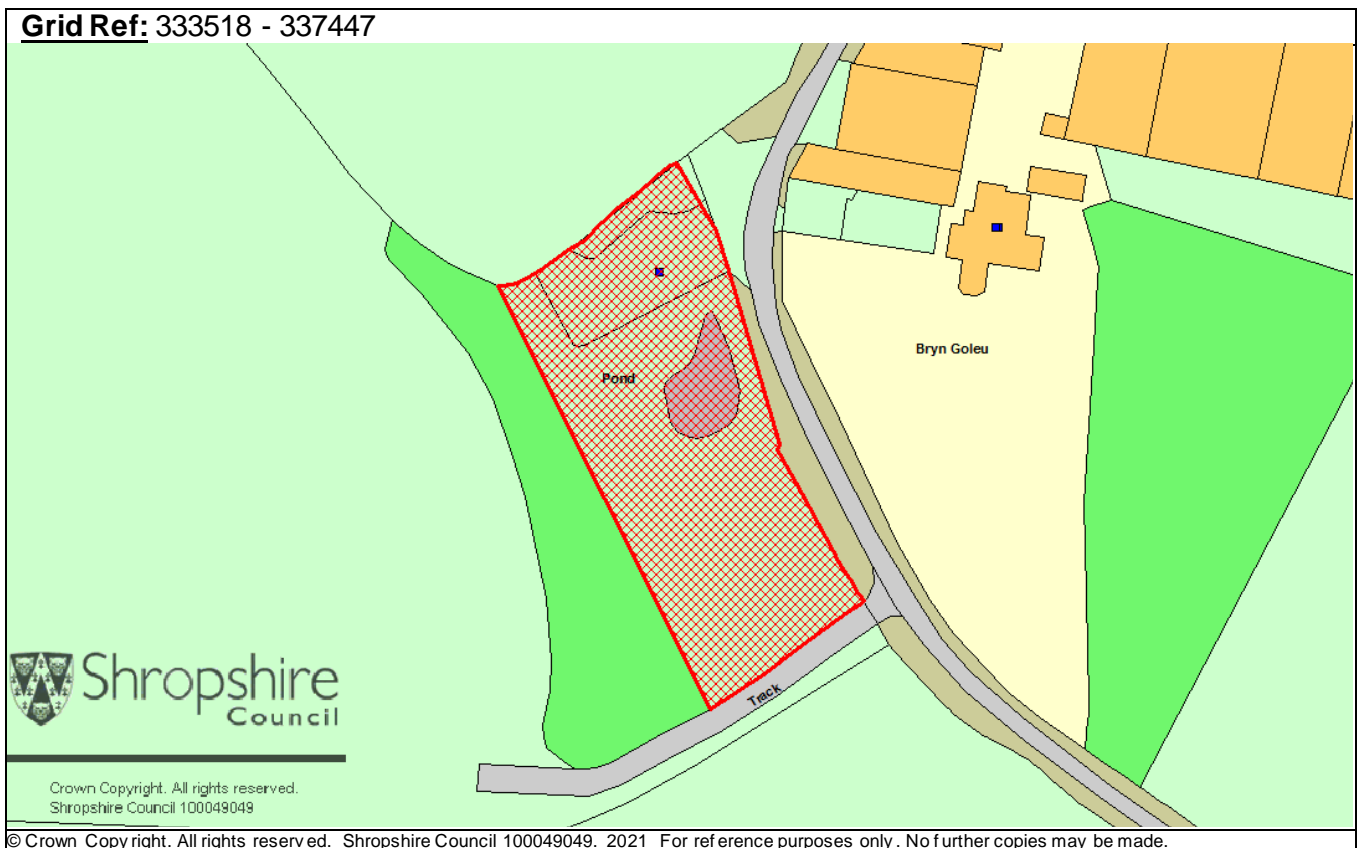 Grid Ref: 333518 - 337447
Bryn Goleu
Pond
Track
Shropshire
Council
Crown Copyright. All rights reserved.
Shropshire Council 100049049
© Crown Copyright. All rights reserved. Shropshire Council 100049049. 2021 For reference purposes only. No further copies may be made.